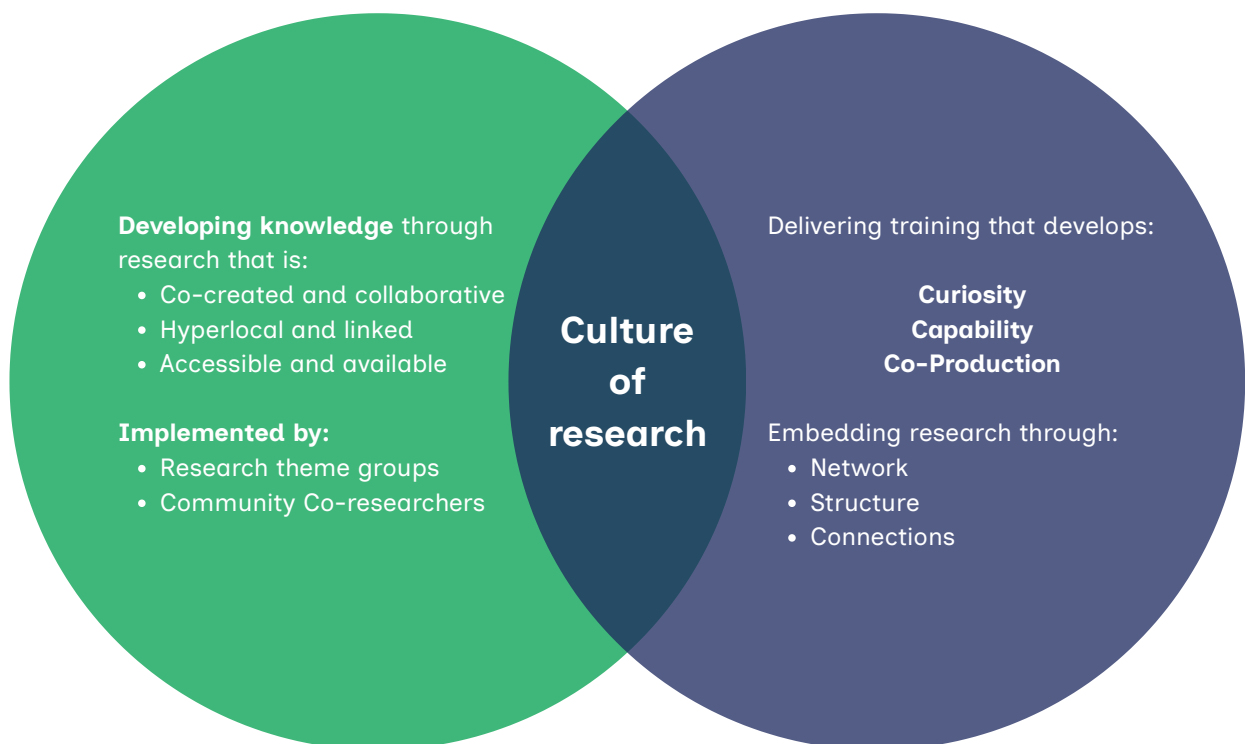 Developing knowledge through
research that is:
• Co-created and collaborative
• Hyperlocal and linked
• Accessible and available
Implemented by:
• Research theme groups
• Community Co-researchers
Culture
of
research
Delivering training that develops:
Curiosity
Capability
Co-Production
Embedding research through:
• Network
• Structure
• Connections